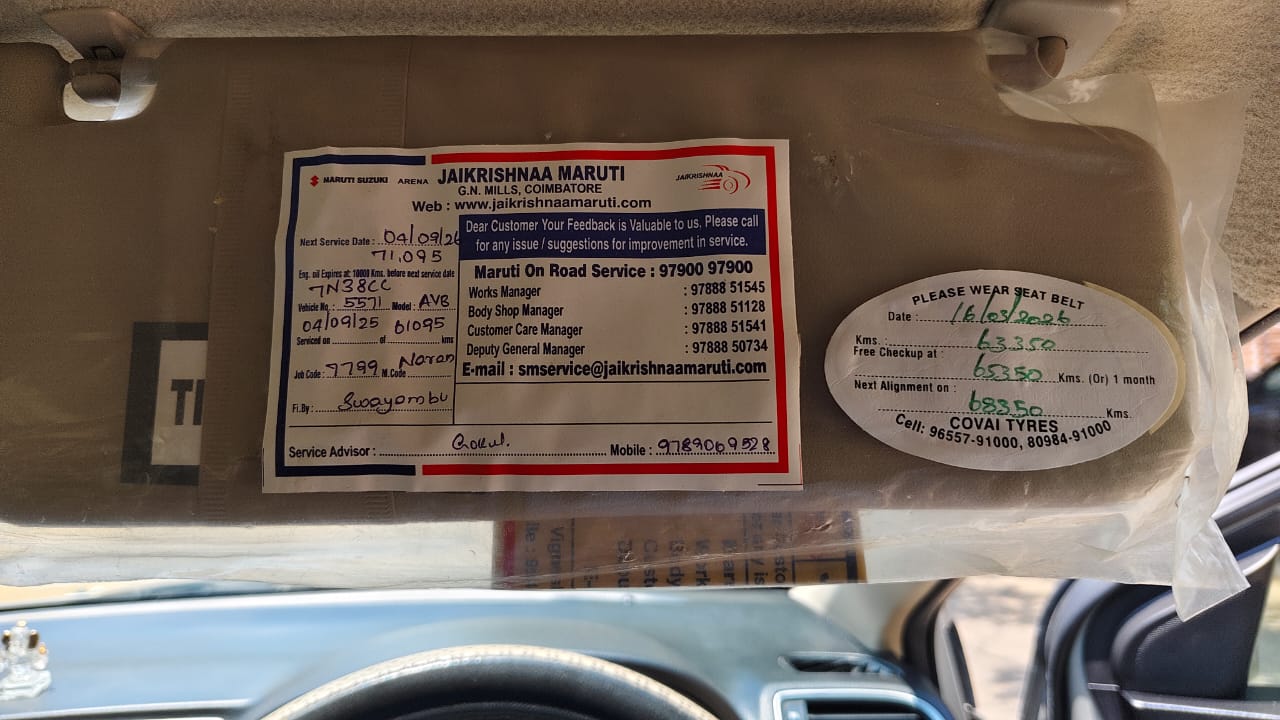 MARUTI SUZUKI ARENA JAIKRISHNAA MARUTI JAIKRISHNAA
G.N. MILLS, COIMBATORE
Web : www.jaikrishnaamaruti.com
Dear Customer Your Feedback is Valuable to us, Please call
for any issue / suggestions for improvement in service.
Next Service Date : 04/09/26
71,095
Eng. oil Expires at: 10000 Kms. before next service date
TN38CC
Vehicle No : 5571 Model : AVB
04/09/25 61095
Serviced on of kms
Job Code : 7799 M.Code Naran
Fi.By : Swayambu
Maruti On Road Service : 97900 97900
Works Manager : 97888 51545
Body Shop Manager : 97888 51128
Customer Care Manager : 97888 51541
Deputy General Manager : 97888 50734
E-mail : smservice@jaikrishnaamaruti.com
Service Advisor : Gokul. Mobile : 9789069528
PLEASE WEAR SEAT BELT
Date : 16/03/2026
Kms. : 63350
Free Checkup at :
65350 Kms. (Or) 1 month
Next Alignment on :
68350 Kms.
COVAI TYRES
Cell: 96557-91000, 80984-91000